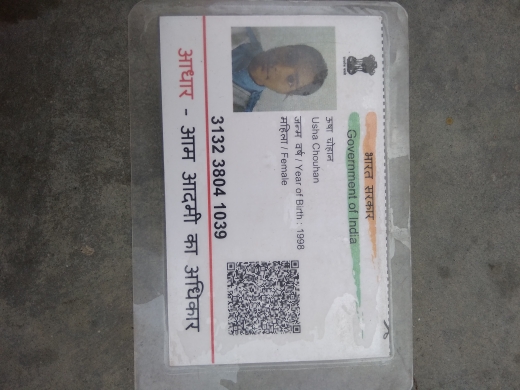 भारत सरकार
Government of India
ऊषा चोहान
Usha Chouhan
जन्म वर्ष / Year of Birth : 1998
महिला / Female
3132 3804 1039
आधार - आम आदमी का अधिकार